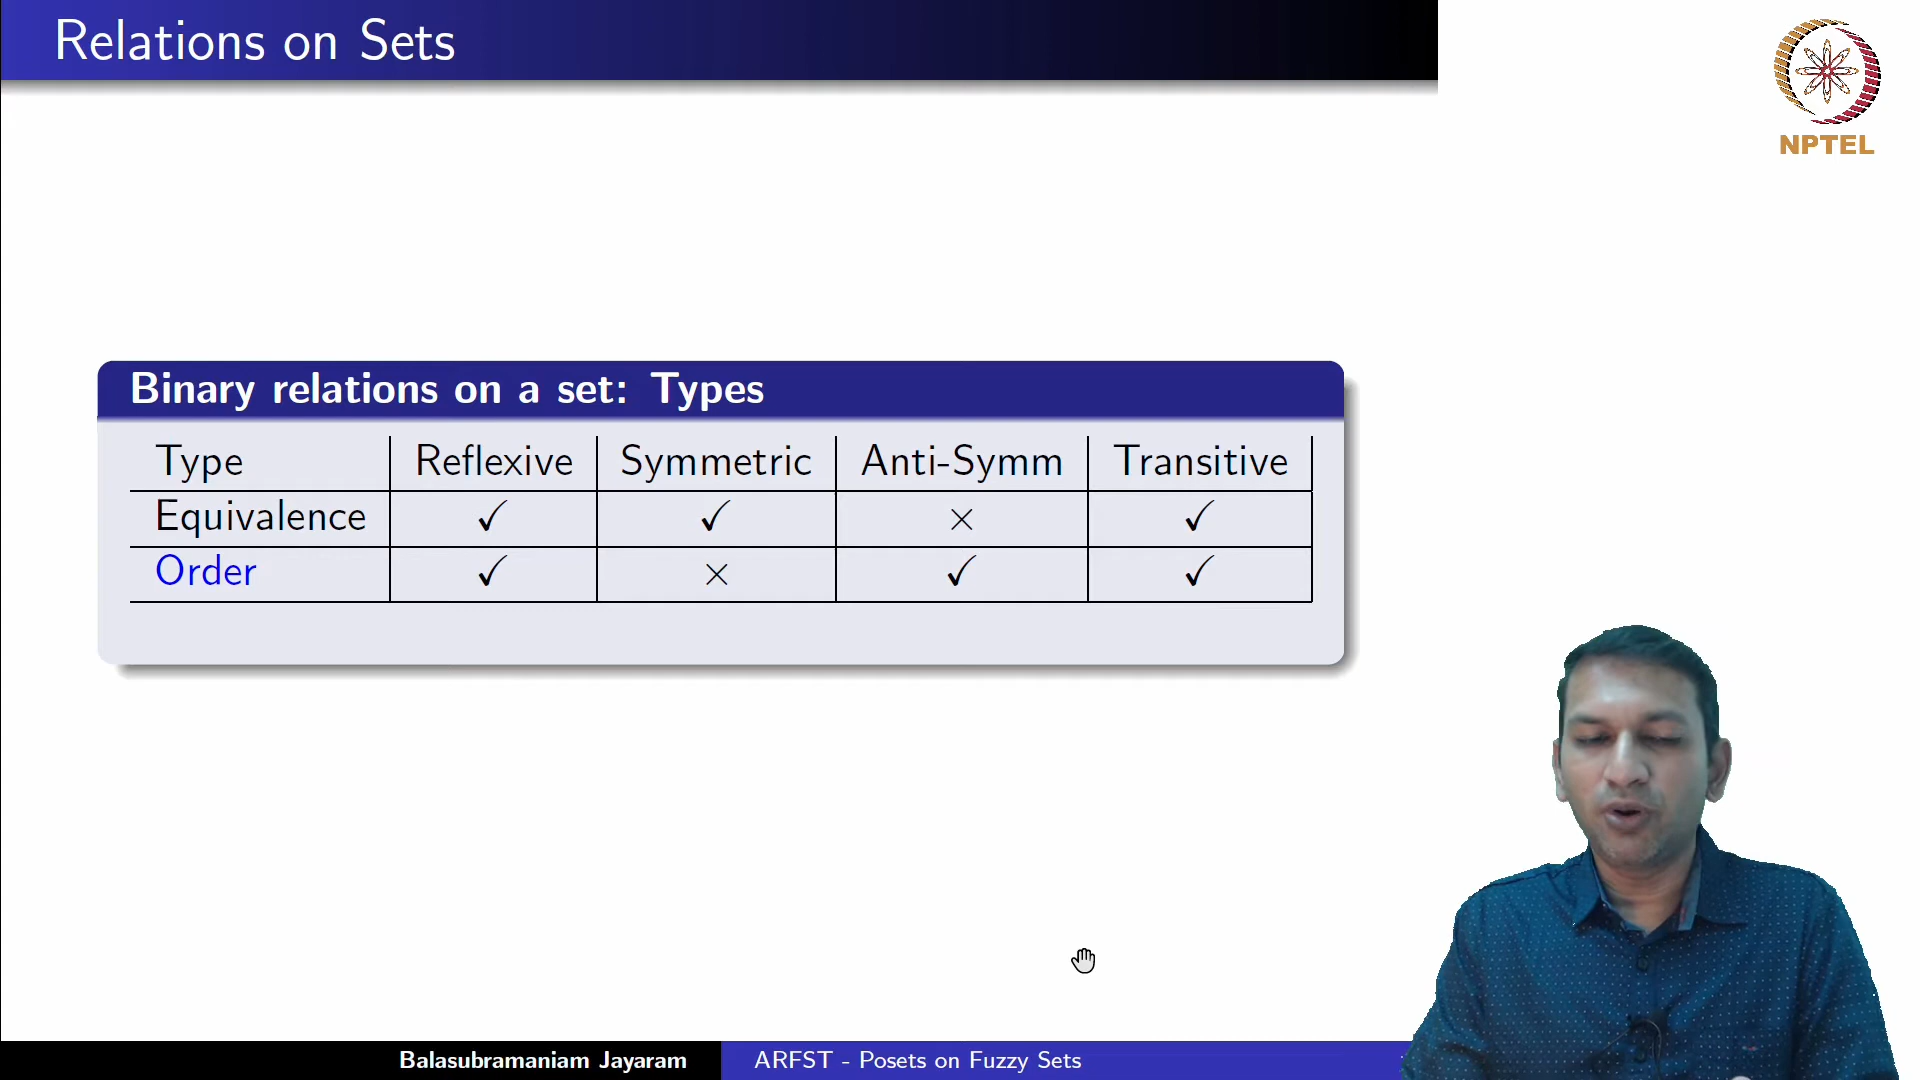 Relations on Sets
NPTEL
Binary relations on a set: Types
Type Reflexive Symmetric Anti-Symm Transitive
Equivalence ✓ ✓ × ✓
Order ✓ × ✓ ✓
Balasubramaniam Jayaram ARFST - Posets on Fuzzy Sets